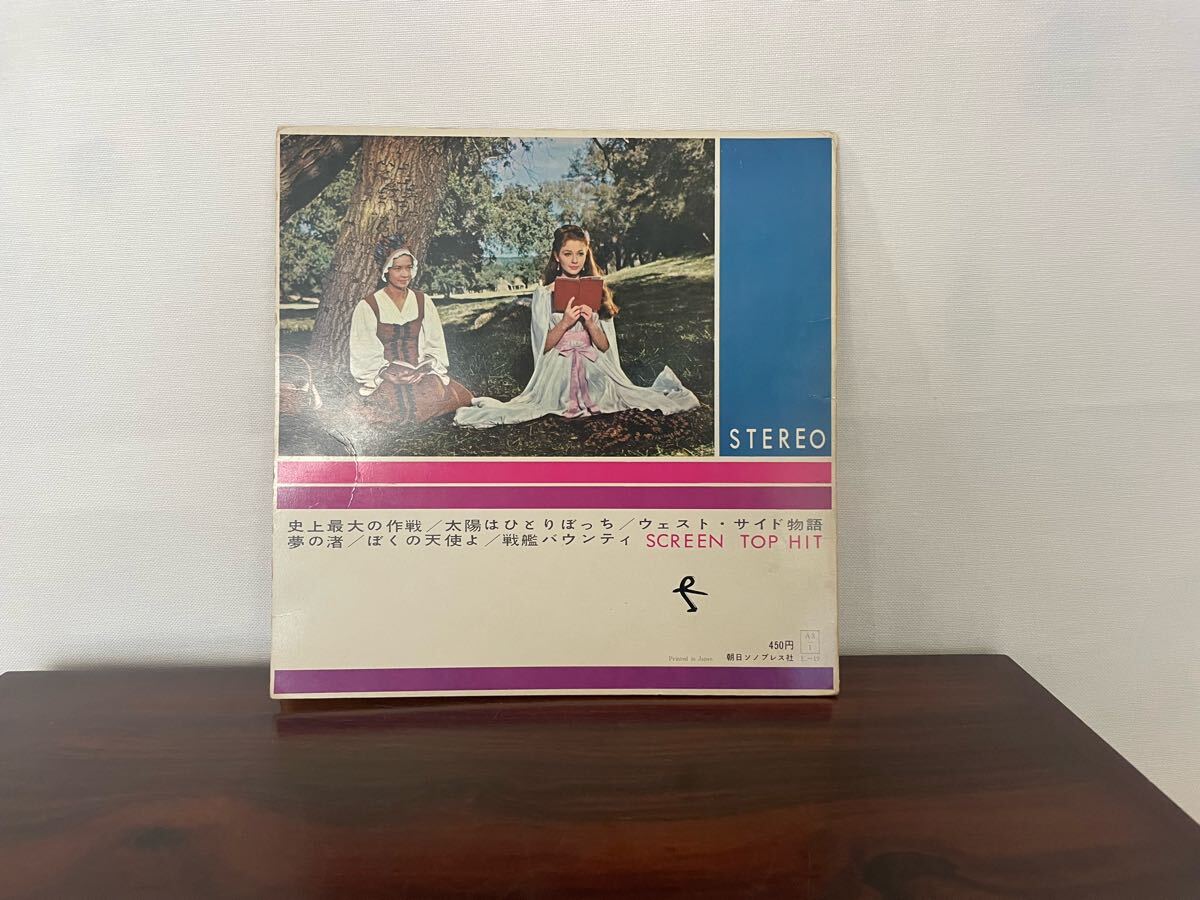 STEREO
史上最大の作戦／太陽はひとりぼっち／ウェスト・サイド物語
夢の渚／ぼくの天使よ／戦艦バウンティ SCREEN TOP HIT
450円
Printed in Japan
朝日ソノプレス社
AS
1
E-19